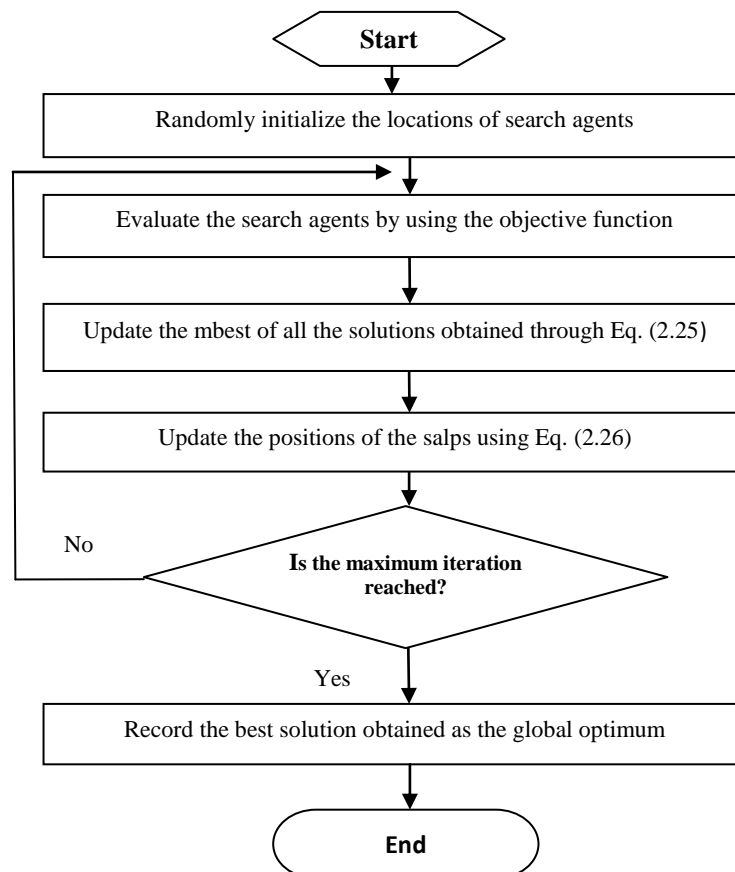 Start
Randomly initialize the locations of search agents
Evaluate the search agents by using the objective function
Update the mbest of all the solutions obtained through Eq. (2.25)
Update the positions of the salps using Eq. (2.26)
No
Is the maximum iteration
reached?
Yes
Record the best solution obtained as the global optimum
End